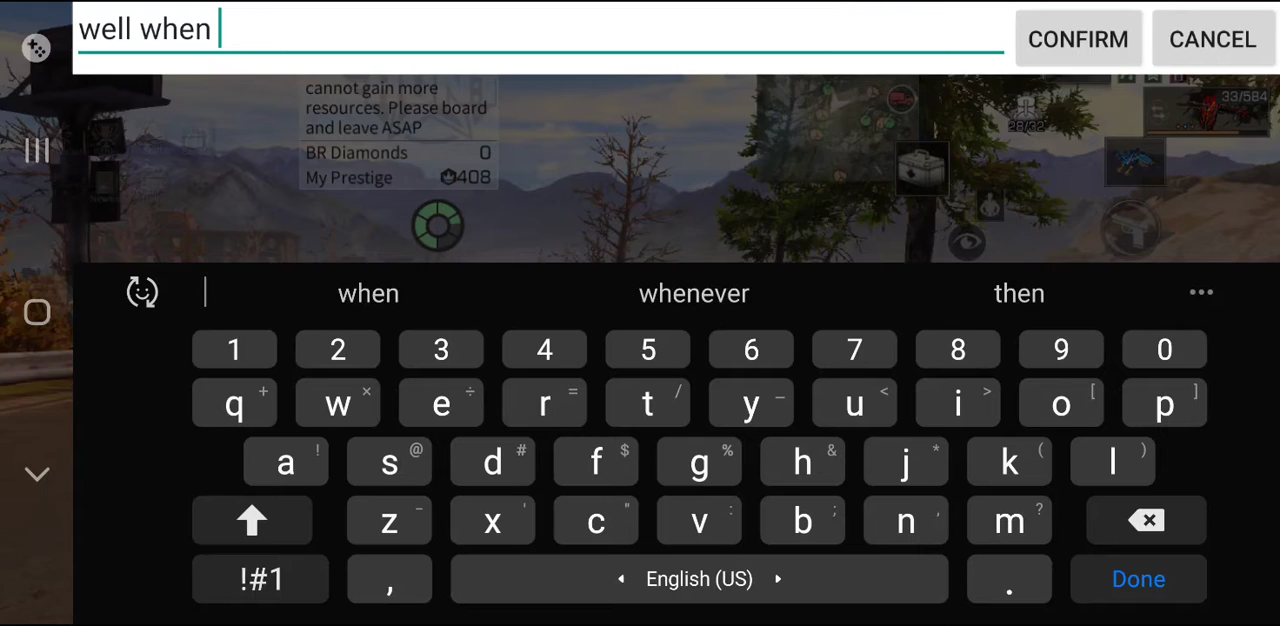 well when
CONFIRM
CANCEL
cannot gain more
resources. Please board
and leave ASAP
BR Diamonds 0
My Prestige 408
33/584
28/32
when whenever then
1 2 3 4 5 6 7 8 9 0
q + w × e ÷ r = t / y _ u < i > o [ p ]
a ! s @ d # f $ g % h & j * k ( l )
z - x ' c " v : b ; n , m ?
!#1 , English (US) . Done